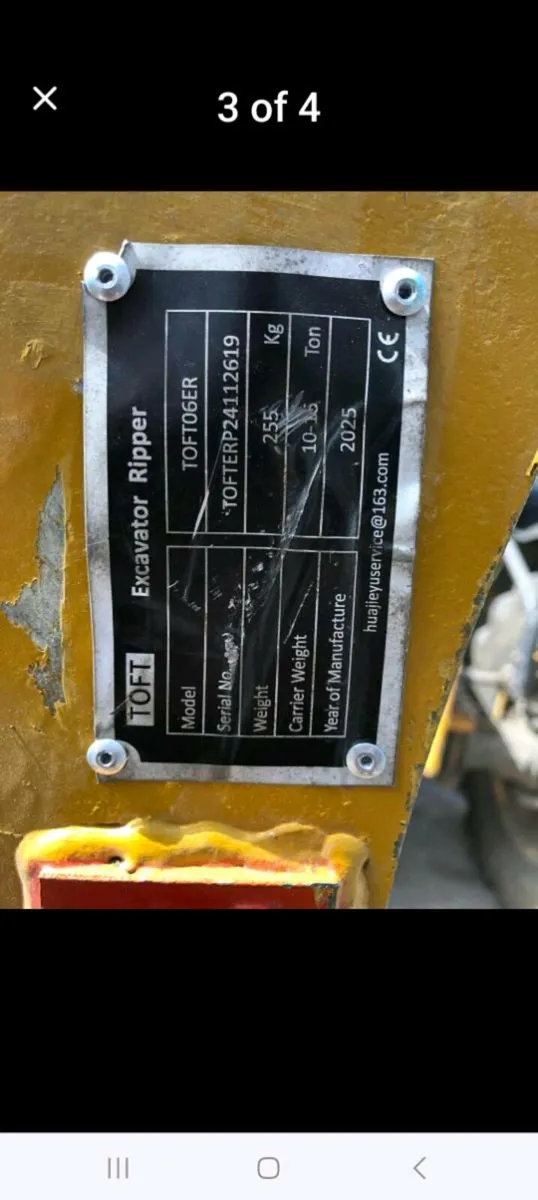 3 of 4
TOFT Excavator Ripper
Model TOFT06ER
Serial No. TOFTERP24112619
Weight 255 Kg
Carrier Weight 10- Ton
Year of Manufacture 2025
huajieyuservice@163.com CE